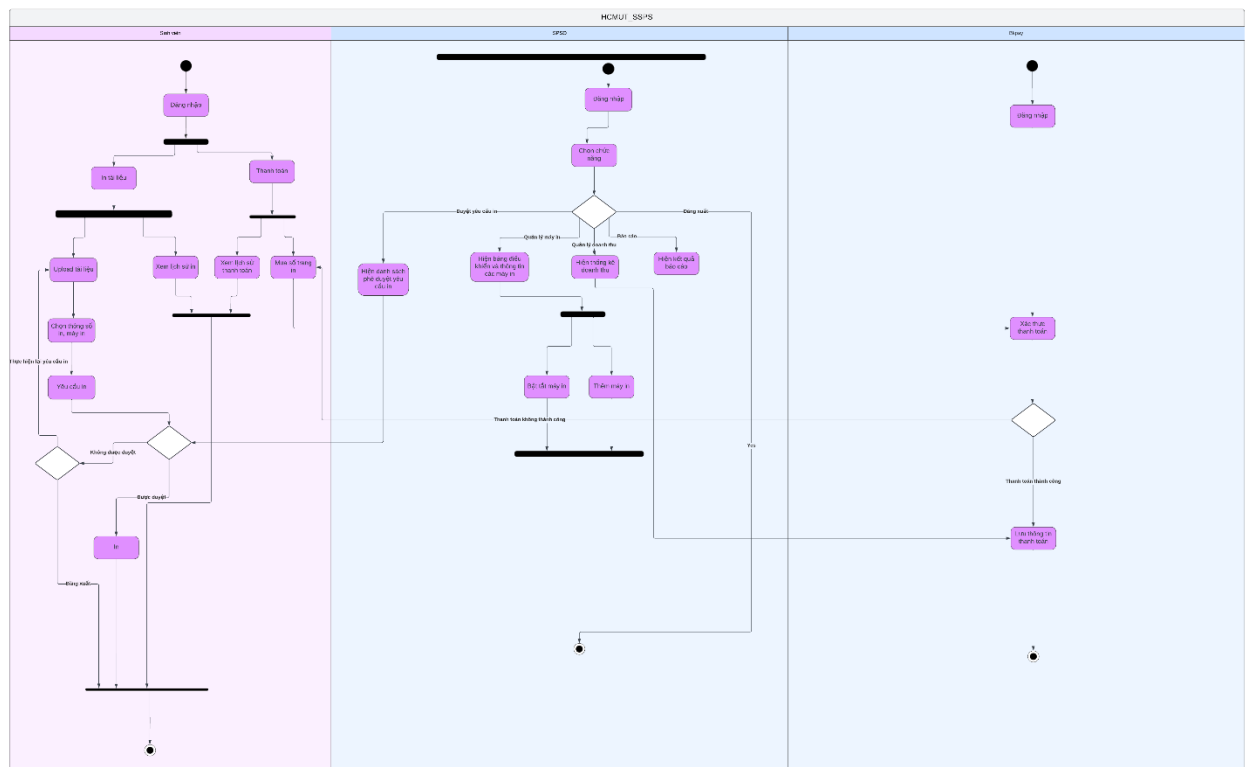 HCMUT_SSPS
Sinh viên
SPSO
Bkpay
Đăng nhập
In tài liệu
Thanh toán
Upload tài liệu
Xem lịch sử in
Xem lịch sử
thanh toán
Mua số trang
in
Chọn thông số
in, máy in
Thực hiện lại yêu cầu in
Yêu cầu in
Không được duyệt
Được duyệt
In
Đăng xuất
Đăng nhập
Chọn chức
năng
Duyệt yêu cầu in
Đăng xuất
Quản lý máy in
Quản lý doanh thu
Báo cáo
Hiện danh sách
phê duyệt yêu
cầu in
Hiện bảng điều
khiển và thông tin
các máy in
Hiện thống kê
doanh thu
Hiện kết quả
báo cáo
Bật tắt máy in
Thêm máy in
Thanh toán không thành công
Yes
Đăng nhập
Xác thực
thanh toán
Thanh toán thành công
Lưu thông tin
thanh toán